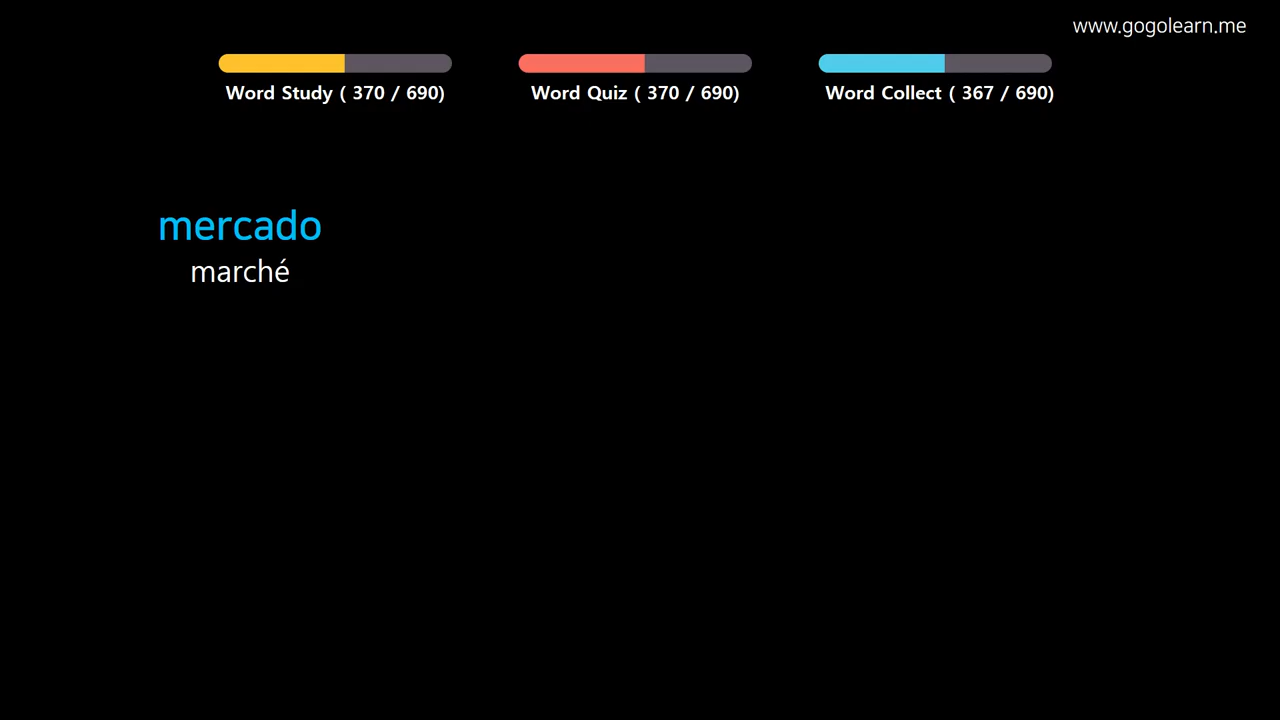 www.gogolearn.me
Word Study ( 370 / 690)
Word Quiz ( 370 / 690)
Word Collect ( 367 / 690)
mercado
marché